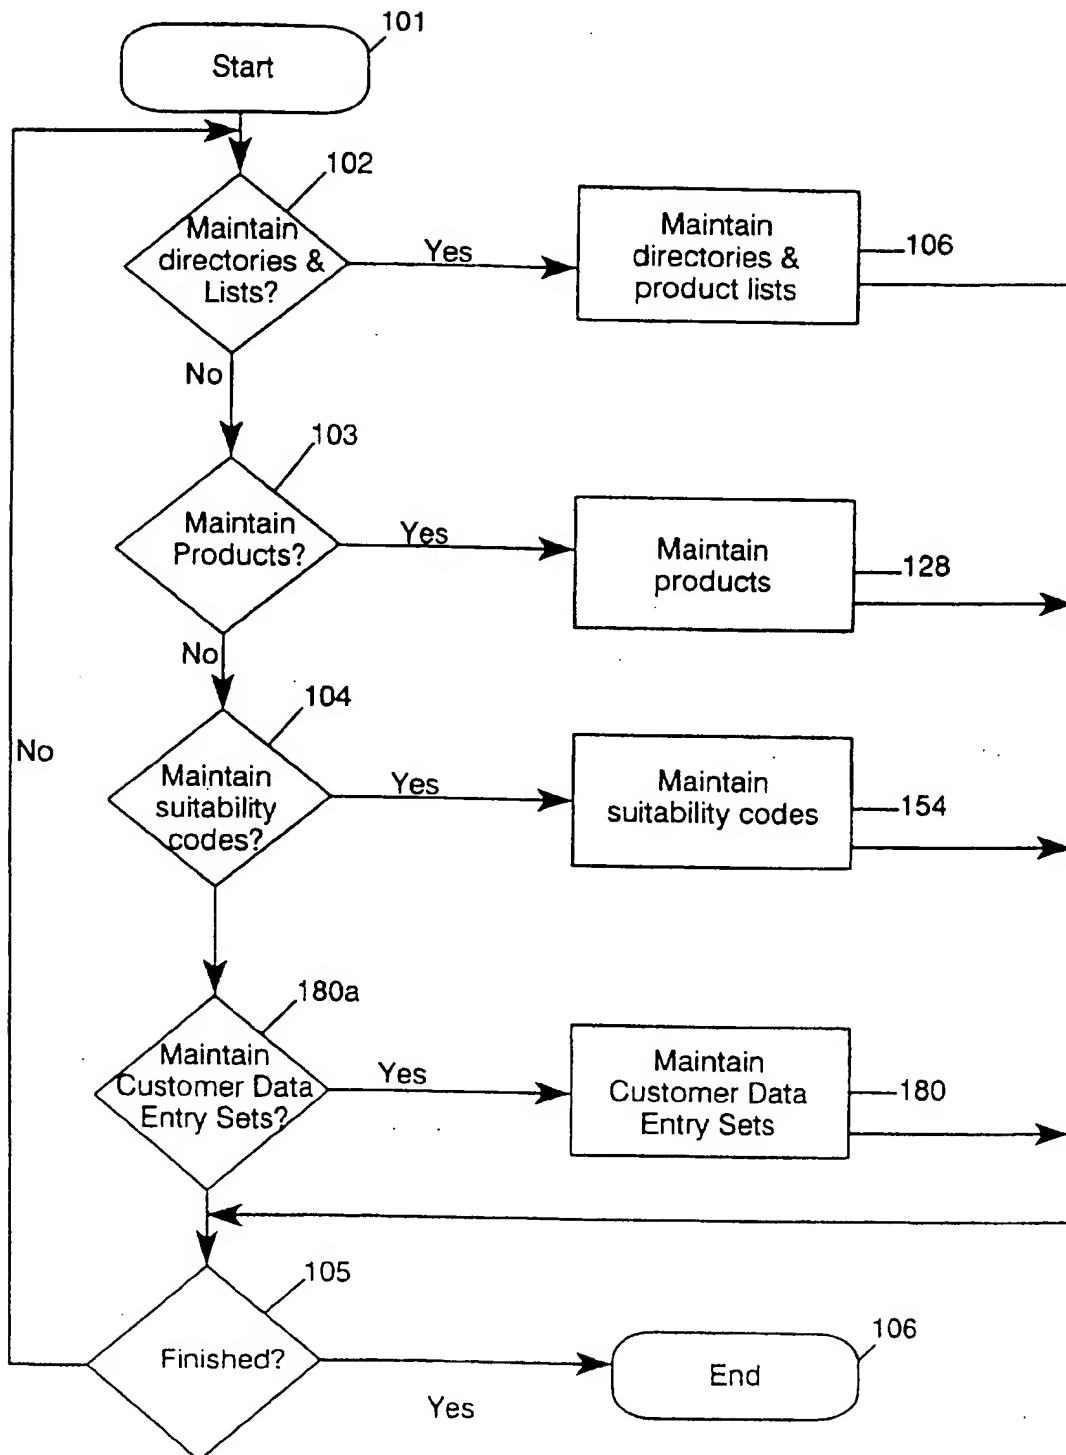 101
Start
102
Maintain
directories &
Lists?
Yes
Maintain
directories &
product lists
106
No
103
Maintain
Products?
Yes
Maintain
products
128
No
104
Maintain
suitability
codes?
Yes
Maintain
suitability codes
154
No
180a
Maintain
Customer Data
Entry Sets?
Yes
Maintain
Customer Data
Entry Sets
180
105
Finished?
Yes
106
End